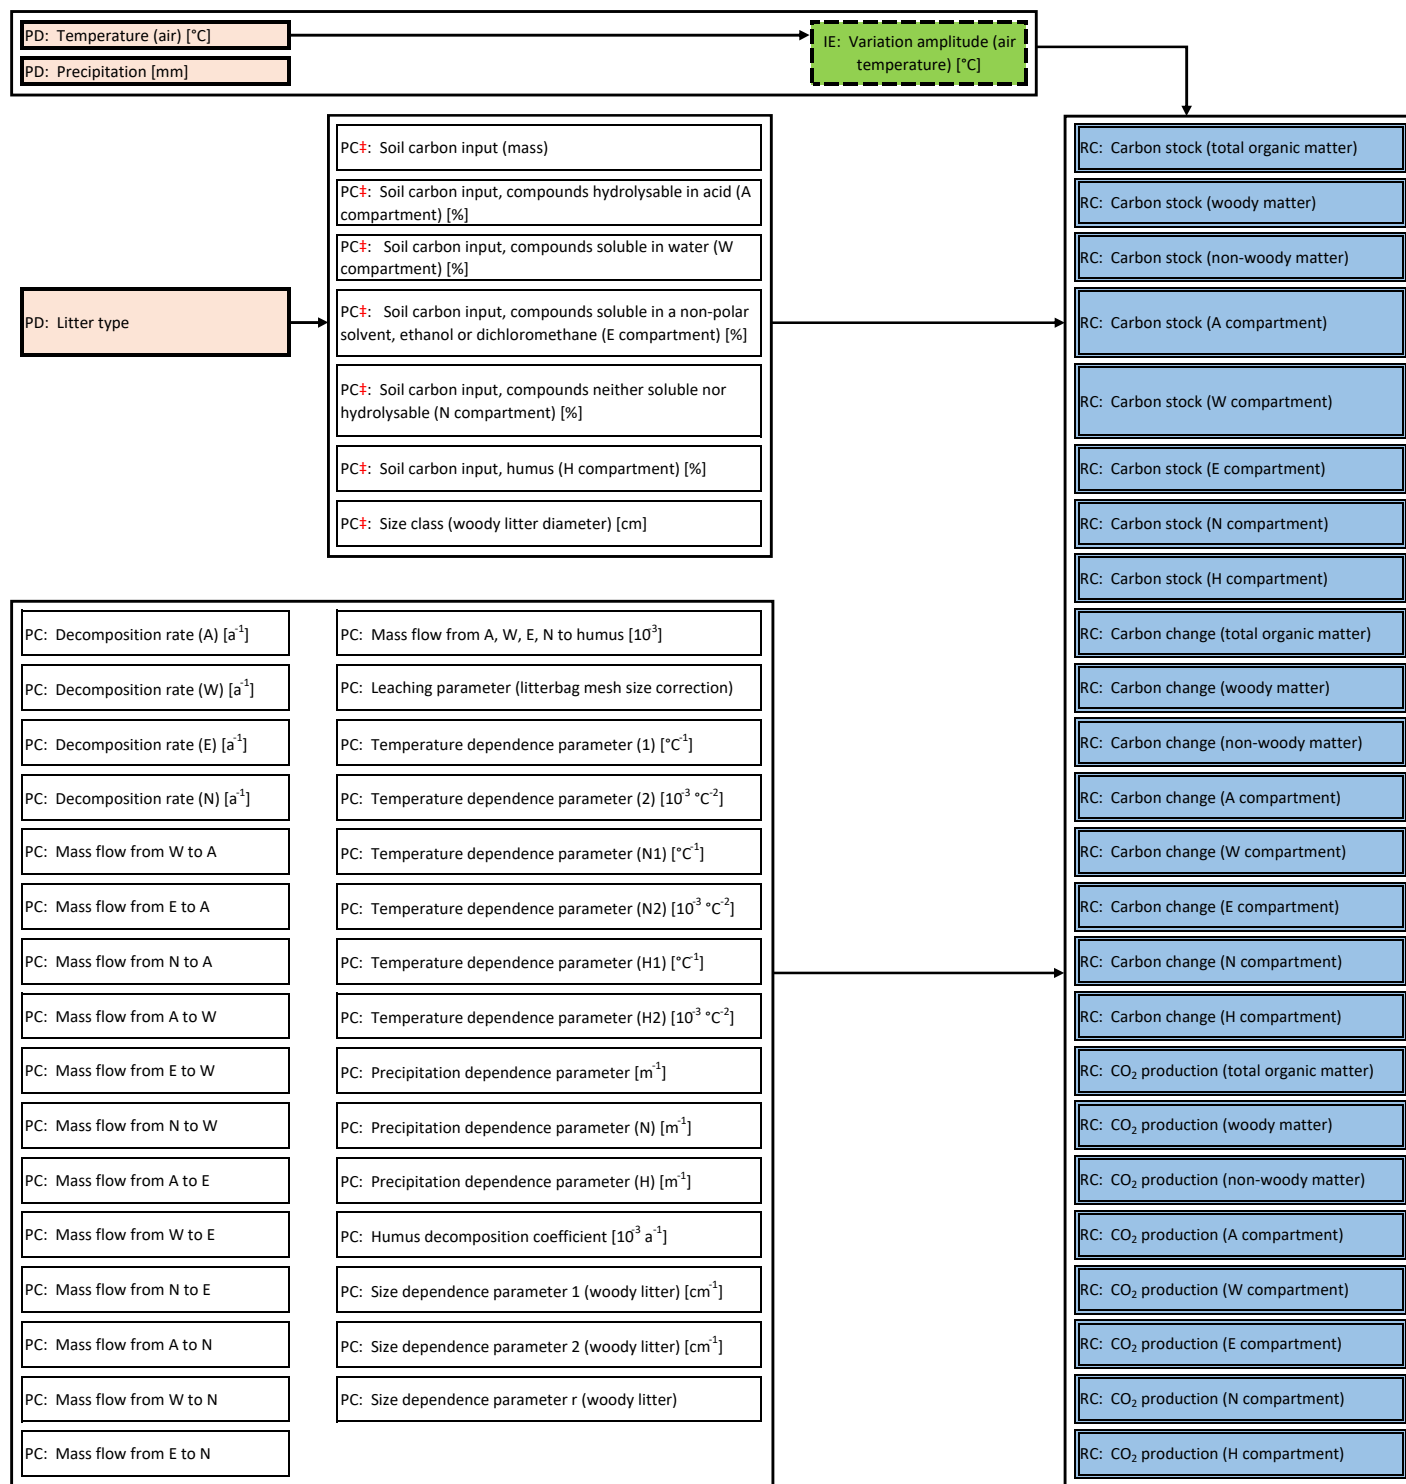 PD: Temperature (air) [°C]
PD: Precipitation [mm]
IE: Variation amplitude (air
temperature) [°C]
PD: Litter type
PC‡: Soil carbon input (mass)
PC‡: Soil carbon input, compounds hydrolysable in acid (A
compartment) [%]
PC‡: Soil carbon input, compounds soluble in water (W
compartment) [%]
PC‡: Soil carbon input, compounds soluble in a non-polar
solvent, ethanol or dichloromethane (E compartment) [%]
PC‡: Soil carbon input, compounds neither soluble nor
hydrolysable (N compartment) [%]
PC‡: Soil carbon input, humus (H compartment) [%]
PC‡: Size class (woody litter diameter) [cm]
PC: Decomposition rate (A) [a⁻¹]
PC: Decomposition rate (W) [a⁻¹]
PC: Decomposition rate (E) [a⁻¹]
PC: Decomposition rate (N) [a⁻¹]
PC: Mass flow from W to A
PC: Mass flow from E to A
PC: Mass flow from N to A
PC: Mass flow from A to W
PC: Mass flow from E to W
PC: Mass flow from N to W
PC: Mass flow from A to E
PC: Mass flow from W to E
PC: Mass flow from N to E
PC: Mass flow from A to N
PC: Mass flow from W to N
PC: Mass flow from E to N
PC: Mass flow from A, W, E, N to humus [10⁻³]
PC: Leaching parameter (litterbag mesh size correction)
PC: Temperature dependence parameter (1) [°C⁻¹]
PC: Temperature dependence parameter (2) [10⁻³ °C⁻²]
PC: Temperature dependence parameter (N1) [°C⁻¹]
PC: Temperature dependence parameter (N2) [10⁻³ °C⁻²]
PC: Temperature dependence parameter (H1) [°C⁻¹]
PC: Temperature dependence parameter (H2) [10⁻³ °C⁻²]
PC: Precipitation dependence parameter [m⁻¹]
PC: Precipitation dependence parameter (N) [m⁻¹]
PC: Precipitation dependence parameter (H) [m⁻¹]
PC: Humus decomposition coefficient [10⁻³ a⁻¹]
PC: Size dependence parameter 1 (woody litter) [cm⁻¹]
PC: Size dependence parameter 2 (woody litter) [cm⁻¹]
PC: Size dependence parameter r (woody litter)
RC: Carbon stock (total organic matter)
RC: Carbon stock (woody matter)
RC: Carbon stock (non-woody matter)
RC: Carbon stock (A compartment)
RC: Carbon stock (W compartment)
RC: Carbon stock (E compartment)
RC: Carbon stock (N compartment)
RC: Carbon stock (H compartment)
RC: Carbon change (total organic matter)
RC: Carbon change (woody matter)
RC: Carbon change (non-woody matter)
RC: Carbon change (A compartment)
RC: Carbon change (W compartment)
RC: Carbon change (E compartment)
RC: Carbon change (N compartment)
RC: Carbon change (H compartment)
RC: CO₂ production (total organic matter)
RC: CO₂ production (woody matter)
RC: CO₂ production (non-woody matter)
RC: CO₂ production (A compartment)
RC: CO₂ production (W compartment)
RC: CO₂ production (E compartment)
RC: CO₂ production (N compartment)
RC: CO₂ production (H compartment)